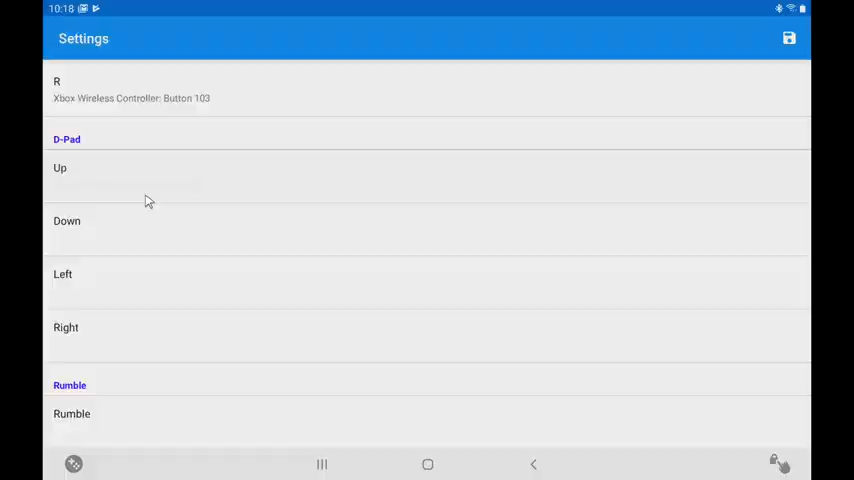 10:18
Settings
R
Xbox Wireless Controller: Button 103
D-Pad
Up
Down
Left
Right
Rumble
Rumble